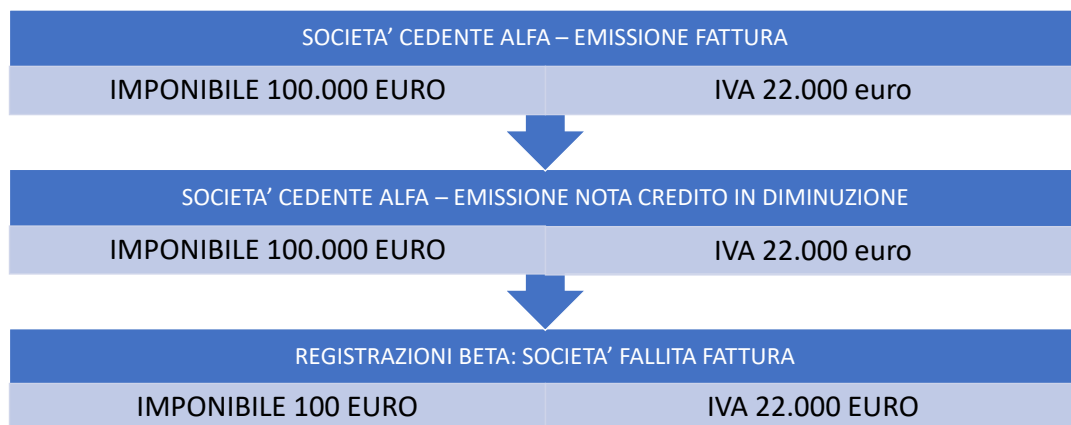 SOCIETA' CEDENTE ALFA – EMISSIONE FATTURA
IMPONIBILE 100.000 EURO IVA 22.000 euro
SOCIETA' CEDENTE ALFA – EMISSIONE NOTA CREDITO IN DIMINUZIONE
IMPONIBILE 100.000 EURO IVA 22.000 euro
REGISTRAZIONI BETA: SOCIETA' FALLITA FATTURA
IMPONIBILE 100 EURO IVA 22.000 EURO